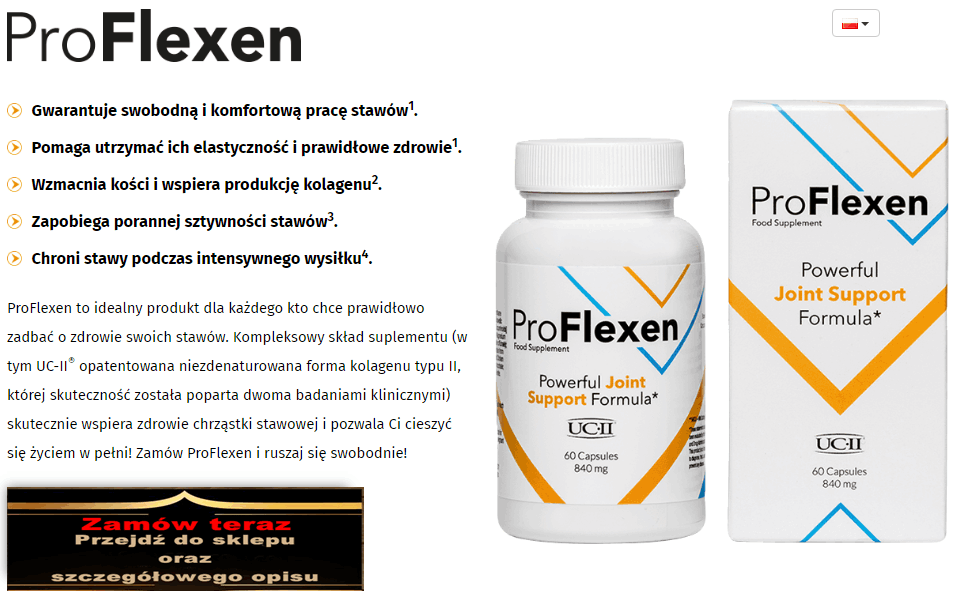 ProFlexen
Gwarantuje swobodną i komfortową pracę stawów¹.
Pomaga utrzymać ich elastyczność i prawidłowe zdrowie¹.
Wzmacnia kości i wspiera produkcję kolagenu².
Zapobiega porannej sztywności stawów³.
Chroni stawy podczas intensywnego wysiłku⁴.
ProFlexen to idealny produkt dla każdego kto chce prawidłowo
zadbać o zdrowie swoich stawów. Kompleksowy skład suplementu (w
tym UC-II® opatentowana niezdenaturowana forma kolagenu typu II,
której skuteczność została poparta dwoma badaniami klinicznymi)
skutecznie wspiera zdrowie chrząstki stawowej i pozwala Ci cieszyć
się życiem w pełni! Zamów ProFlexen i ruszaj się swobodnie!
Zamów teraz
Przejdź do sklepu
oraz
szczegółowego opisu
ProFlexen
Food Supplement
Powerful Joint
Support Formula*
UC-II
60 Capsules
840 mg
ProFlexen
Food Supplement
Powerful
Joint Support
Formula*
UC-II
60 Capsules
840 mg